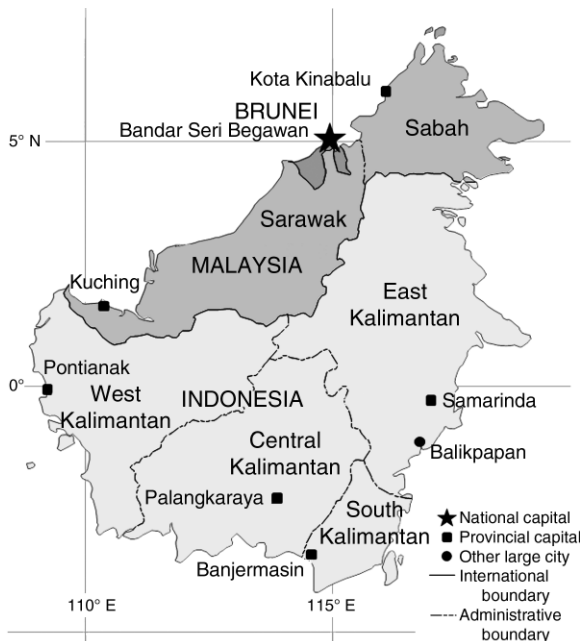 Kota Kinabalu
BRUNEI
Bandar Seri Begawan
Sabah
5° N
Sarawak
MALAYSIA
Kuching
East
Kalimantan
Pontianak
0°
West
Kalimantan
INDONESIA
Samarinda
Central
Kalimantan
Balikpapan
Palangkaraya
South
Kalimantan
Banjermasin
National capital
Provincial capital
Other large city
International
boundary
Administrative
boundary
110° E
115° E